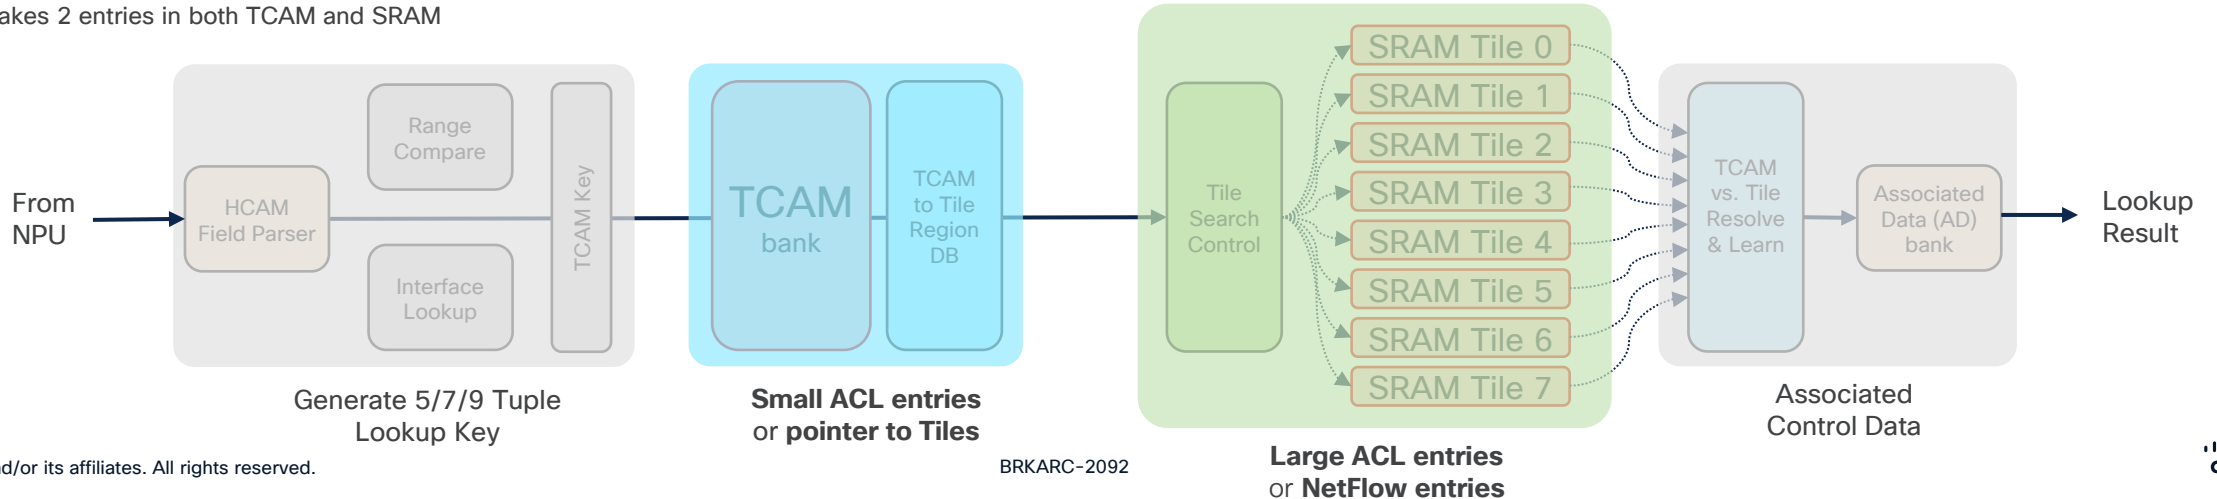 akes 2 entries in both TCAM and SRAM
From
NPU
HCAM
Field Parser
Range
Compare
Interface
Lookup
TCAM Key
Generate 5/7/9 Tuple
Lookup Key
TCAM
bank
TCAM
to Tile
Region
DB
Small ACL entries
or pointer to Tiles
Tile
Search
Control
SRAM Tile 0
SRAM Tile 1
SRAM Tile 2
SRAM Tile 3
SRAM Tile 4
SRAM Tile 5
SRAM Tile 6
SRAM Tile 7
Large ACL entries
or NetFlow entries
TCAM
vs. Tile
Resolve
& Learn
Associated
Data (AD)
bank
Associated
Control Data
Lookup
Result
d/or its affiliates. All rights reserved.
BRKARC-2092